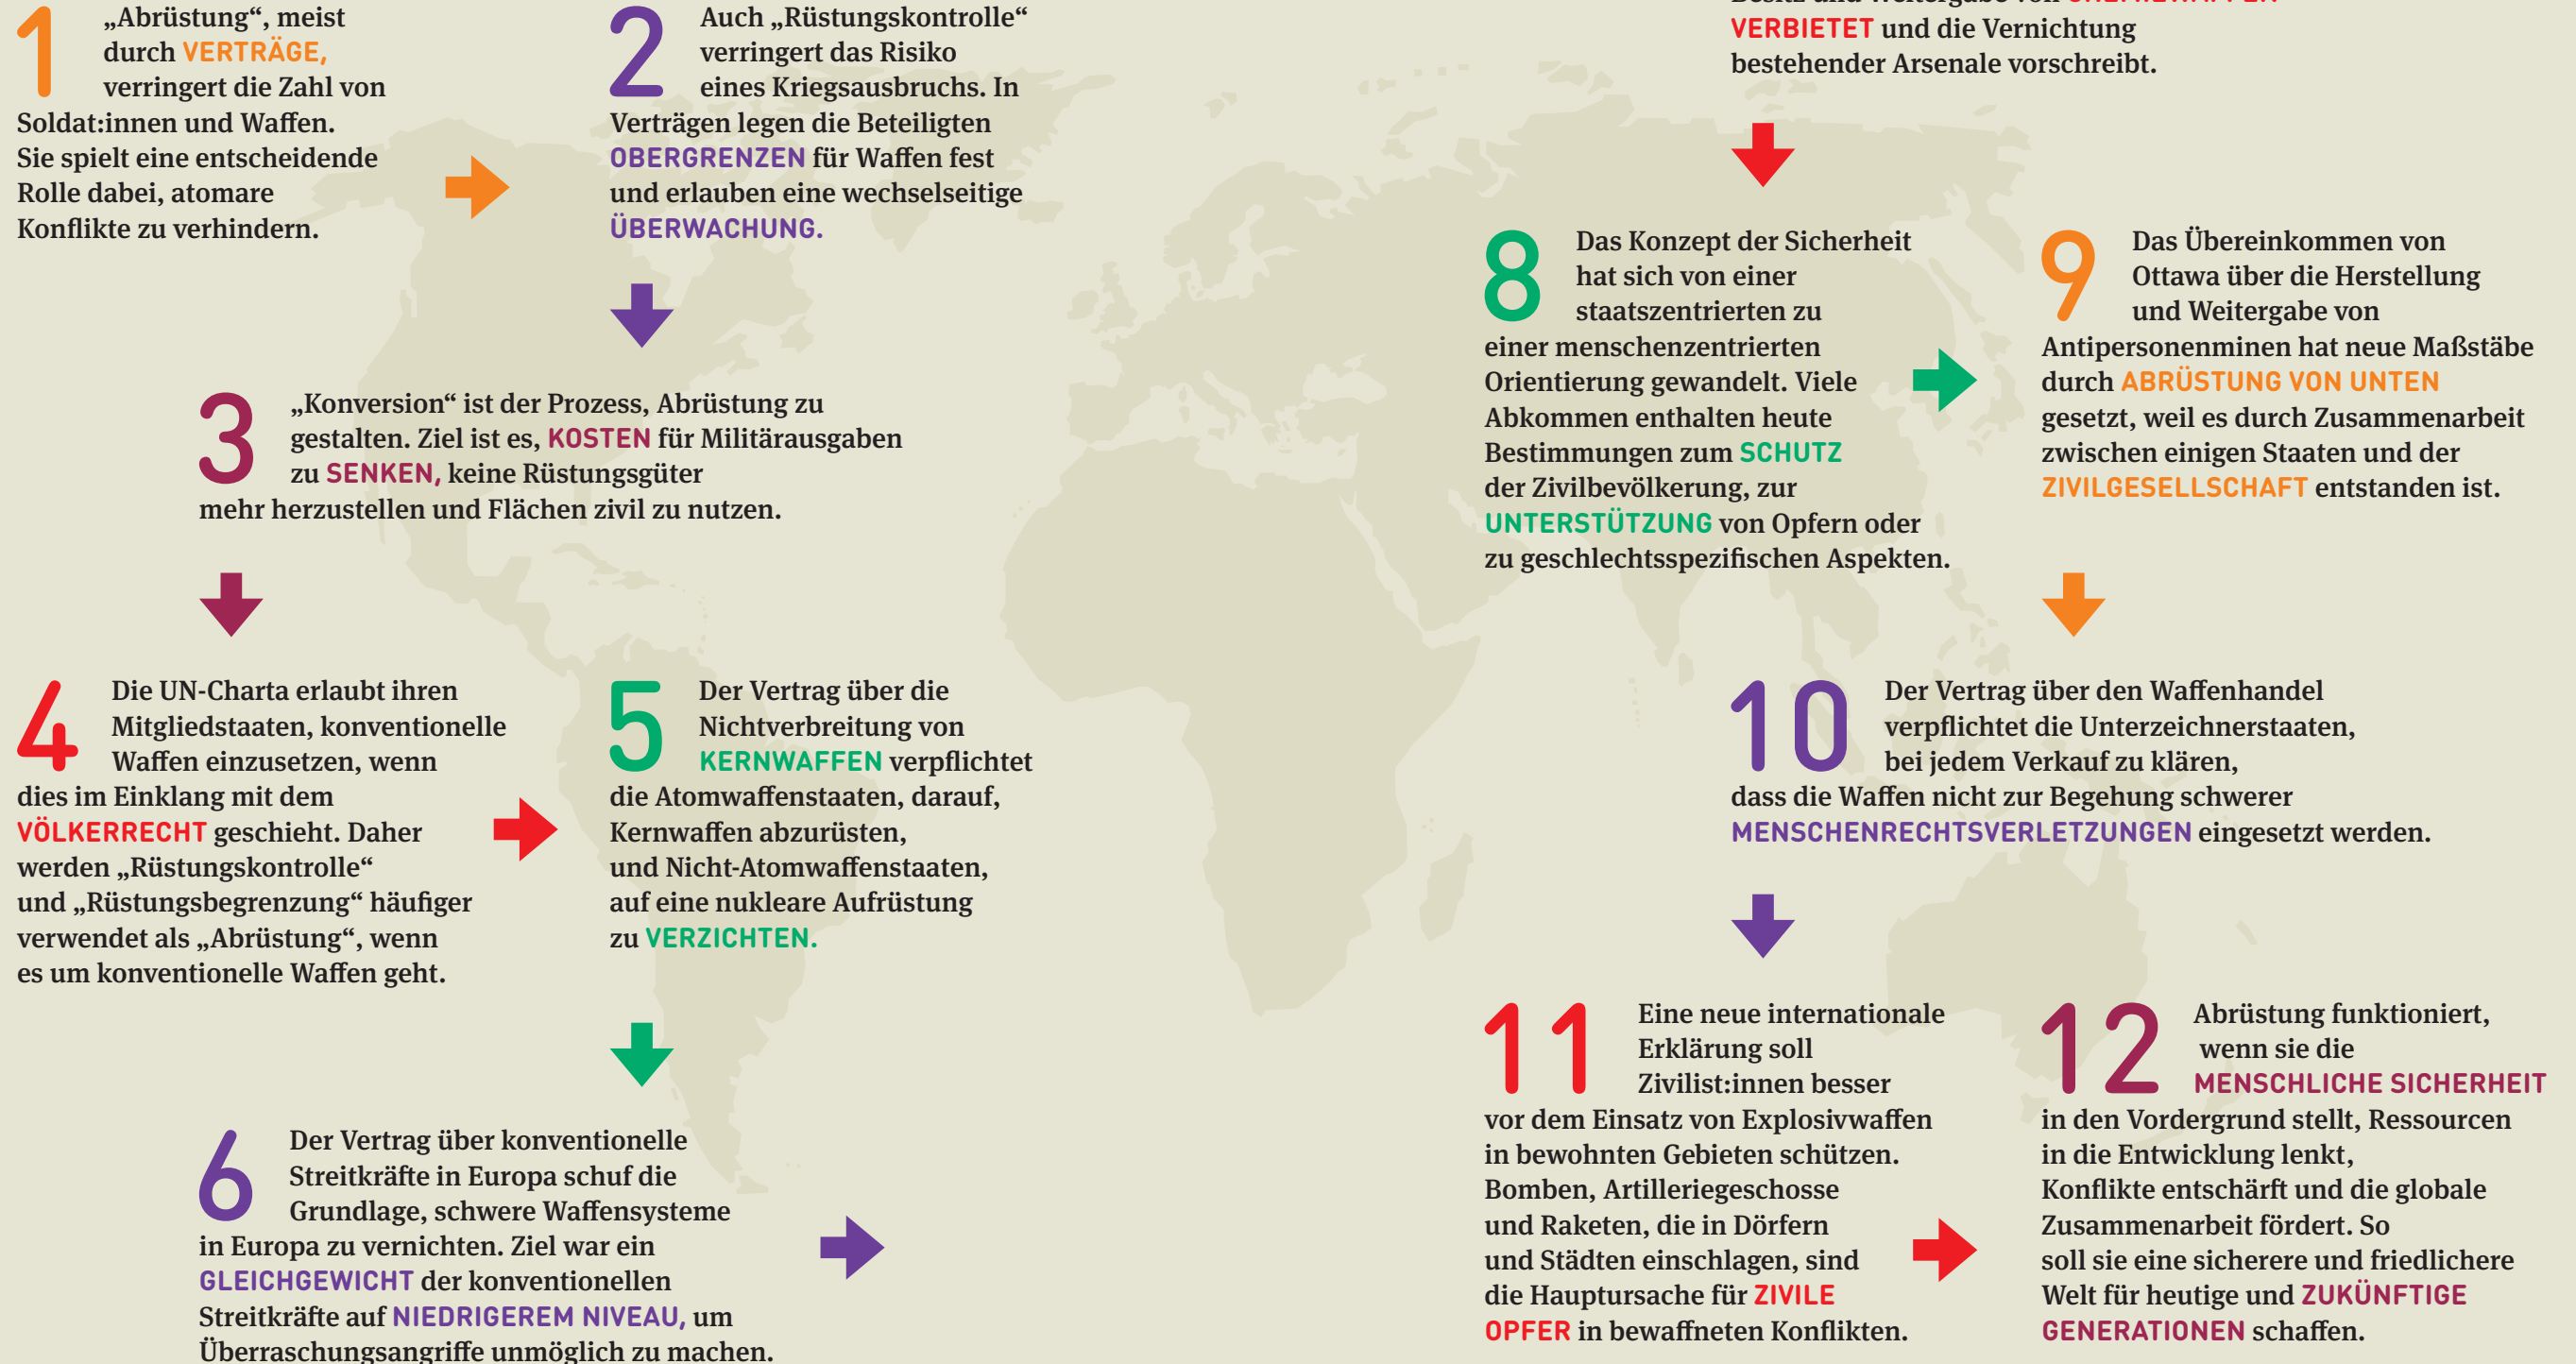 1
„Abrüstung“, meist
durch VERTRÄGE,
verringert die Zahl von
Soldat:innen und Waffen.
Sie spielt eine entscheidende
Rolle dabei, atomare
Konflikte zu verhindern.
2
Auch „Rüstungskontrolle“
verringert das Risiko
eines Kriegsausbruchs. In
Verträgen legen die Beteiligten
OBERGRENZEN für Waffen fest
und erlauben eine wechselseitige
ÜBERWACHUNG.
3
„Konversion“ ist der Prozess, Abrüstung zu
gestalten. Ziel ist es, KOSTEN für Militärausgaben
zu SENKEN, keine Rüstungsgüter
mehr herzustellen und Flächen zivil zu nutzen.
4
Die UN-Charta erlaubt ihren
Mitgliedstaaten, konventionelle
Waffen einzusetzen, wenn
dies im Einklang mit dem
VÖLKERRECHT geschieht. Daher
werden „Rüstungskontrolle“
und „Rüstungsbegrenzung“ häufiger
verwendet als „Abrüstung“, wenn
es um konventionelle Waffen geht.
5
Der Vertrag über die
Nichtverbreitung von
KERNWAFFEN verpflichtet
die Atomwaffenstaaten, darauf,
Kernwaffen abzurüsten,
und Nicht-Atomwaffenstaaten,
auf eine nukleare Aufrüstung
zu VERZICHTEN.
6
Der Vertrag über konventionelle
Streitkräfte in Europa schuf die
Grundlage, schwere Waffensysteme
in Europa zu vernichten. Ziel war ein
GLEICHGEWICHT der konventionellen
Streitkräfte auf NIEDRIGEREM NIVEAU, um
Überraschungsangriffe unmöglich zu machen.
VERBIETET und die Vernichtung
bestehender Arsenale vorschreibt.
8
Das Konzept der Sicherheit
hat sich von einer
staatszentrierten zu
einer menschenzentrierten
Orientierung gewandelt. Viele
Abkommen enthalten heute
Bestimmungen zum SCHUTZ
der Zivilbevölkerung, zur
UNTERSTÜTZUNG von Opfern oder
zu geschlechtsspezifischen Aspekten.
9
Das Übereinkommen von
Ottawa über die Herstellung
und Weitergabe von
Antipersonenminen hat neue Maßstäbe
durch ABRÜSTUNG VON UNTEN
gesetzt, weil es durch Zusammenarbeit
zwischen einigen Staaten und der
ZIVILGESELLSCHAFT entstanden ist.
10
Der Vertrag über den Waffenhandel
verpflichtet die Unterzeichnerstaaten,
bei jedem Verkauf zu klären,
dass die Waffen nicht zur Begehung schwerer
MENSCHENRECHTSVERLETZUNGEN eingesetzt werden.
11
Eine neue internationale
Erklärung soll
Zivilist:innen besser
vor dem Einsatz von Explosivwaffen
in bewohnten Gebieten schützen.
Bomben, Artilleriegeschosse
und Raketen, die in Dörfern
und Städten einschlagen, sind
die Hauptursache für ZIVILE
OPFER in bewaffneten Konflikten.
12
Abrüstung funktioniert,
wenn sie die
MENSCHLICHE SICHERHEIT
in den Vordergrund stellt, Ressourcen
in die Entwicklung lenkt,
Konflikte entschärft und die globale
Zusammenarbeit fördert. So
soll sie eine sicherere und friedlichere
Welt für heutige und ZUKÜNFTIGE
GENERATIONEN schaffen.